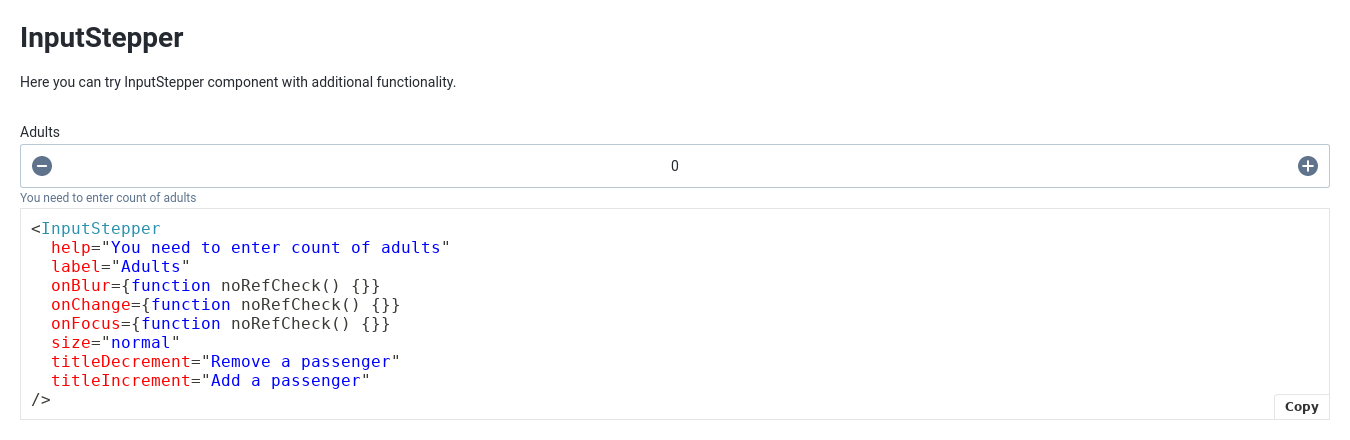 InputStepper
Here you can try InputStepper component with additional functionality.
Adults
0
You need to enter count of adults
<InputStepper
  help="You need to enter count of adults"
  label="Adults"
  onBlur={function noRefCheck() {}}
  onChange={function noRefCheck() {}}
  onFocus={function noRefCheck() {}}
  size="normal"
  titleDecrement="Remove a passenger"
  titleIncrement="Add a passenger"
/>
Copy